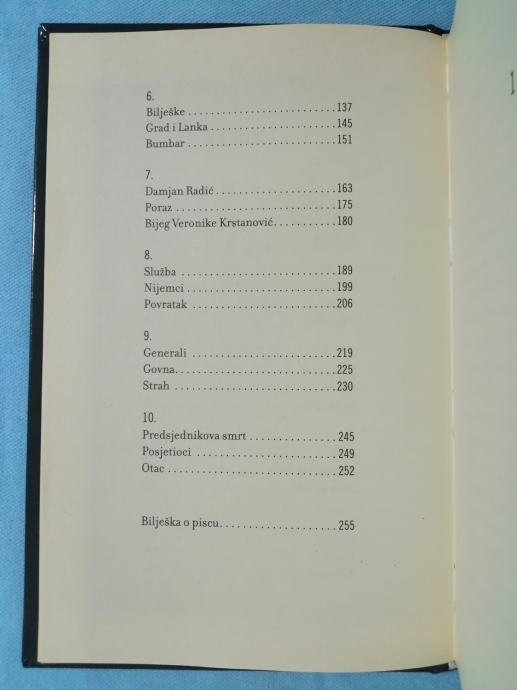 6.
Bilješke..........................137
Grad i Lanka.......................145
Bumbar..........................151
7.
Damjan Radić.....................163
Poraz............................175
Bijeg Veronike Krstanović...........180
8.
Služba............................189
Nijemci..........................199
Povratak..........................206
9.
Generali..........................219
Govna............................225
Strah............................230
10.
Predsjednikova smrt................245
Posjetioci.........................249
Otac..............................252
Bilješka o piscu.....................255